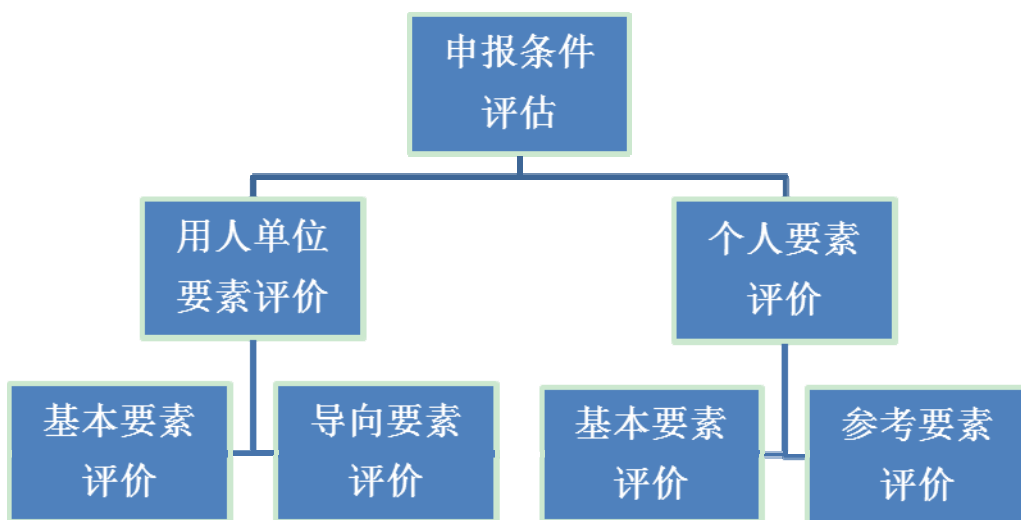 申报条件
评估
用人单位
要素评价
个人要素
评价
基本要素
评价
导向要素
评价
基本要素
评价
参考要素
评价